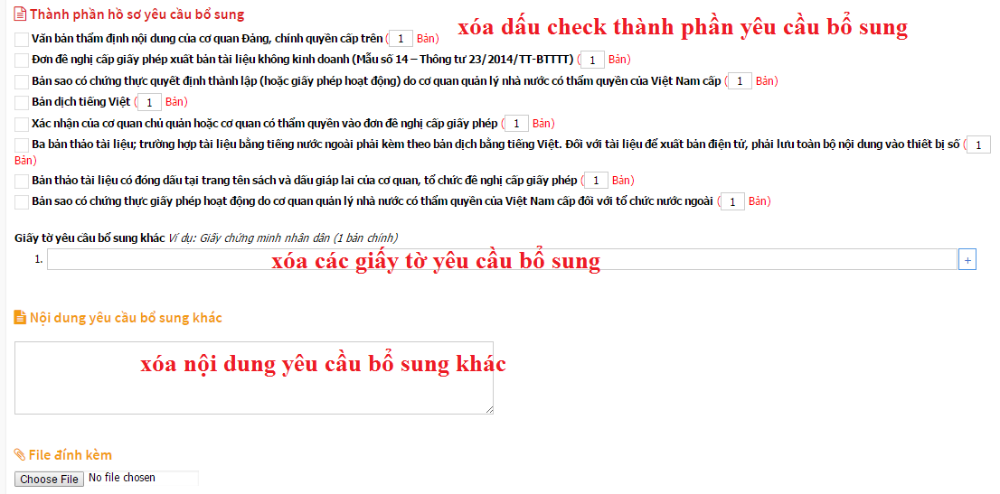 Thành phần hồ sơ yêu cầu bổ sung
xóa dấu check thành phần yêu cầu bổ sung
Văn bản thẩm định nội dung của cơ quan Đảng, chính quyền cấp trên (1 Bản)
Đơn đề nghị cấp giấy phép xuất bản tài liệu không kinh doanh (Mẫu số 14 – Thông tư 23/2014/TT-BTTTT) (1 Bản)
Bản sao có chứng thực quyết định thành lập (hoặc giấy phép hoạt động) do cơ quan quản lý nhà nước có thẩm quyền của Việt Nam cấp (1 Bản)
Bản dịch tiếng Việt (1 Bản)
Xác nhận của cơ quan chủ quản hoặc cơ quan có thẩm quyền vào đơn đề nghị cấp giấy phép (1 Bản)
Ba bản thảo tài liệu; trường hợp tài liệu bằng tiếng nước ngoài phải kèm theo bản dịch bằng tiếng Việt. Đối với tài liệu để xuất bản điện tử, phải lưu toàn bộ nội dung vào thiết bị số (1
Bản)
Bản thảo tài liệu có đóng dấu tại trang tên sách và dấu giáp lai của cơ quan, tổ chức đề nghị cấp giấy phép (1 Bản)
Bản sao có chứng thực giấy phép hoạt động do cơ quan quản lý nhà nước có thẩm quyền của Việt Nam cấp đối với tổ chức nước ngoài (1 Bản)
Giấy tờ yêu cầu bổ sung khác Ví dụ: Giấy chứng minh nhân dân (1 bản chính)
1. xóa các giấy tờ yêu cầu bổ sung +
Nội dung yêu cầu bổ sung khác
xóa nội dung yêu cầu bổ sung khác
File đính kèm
Choose File No file chosen